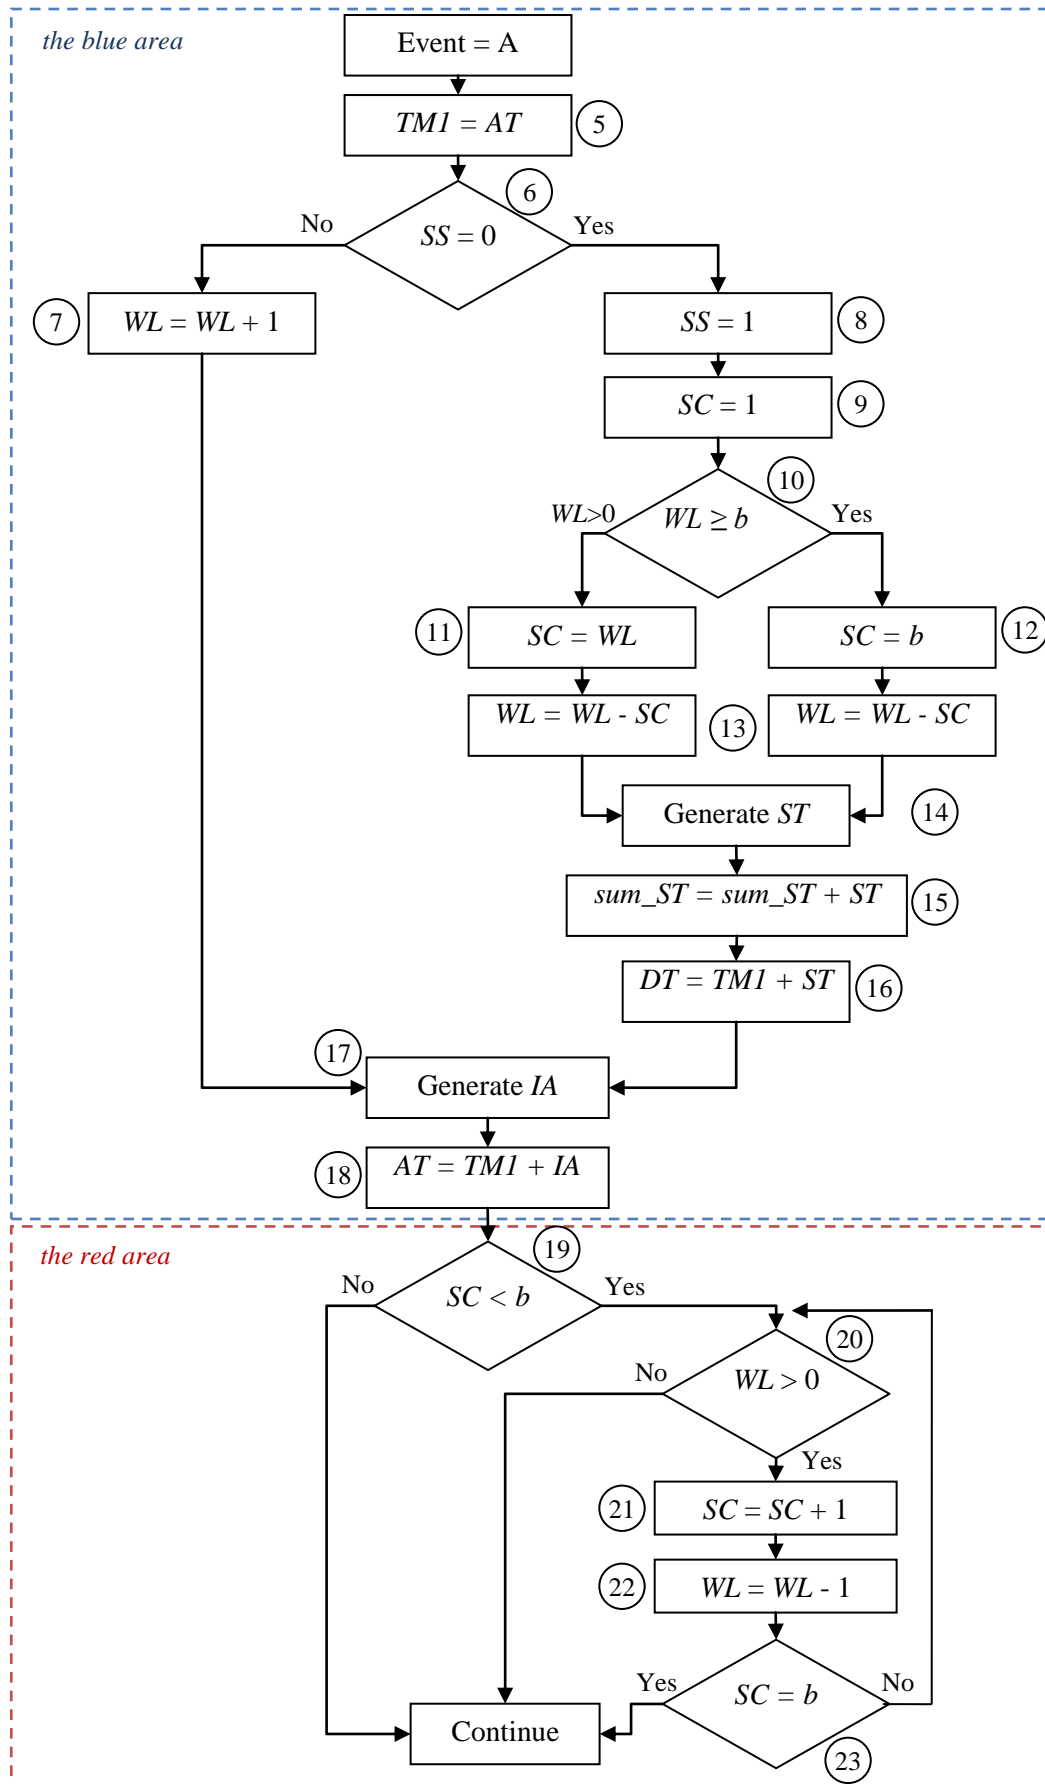 the blue area
Event = A
TM1 = AT
5
6
SS = 0
No
Yes
7
WL = WL + 1
SS = 1
8
SC = 1
9
10
WL ≥ b
WL>0
Yes
11
SC = WL
SC = b
12
WL = WL - SC
13
WL = WL - SC
Generate ST
14
sum_ST = sum_ST + ST
15
DT = TM1 + ST
16
17
Generate IA
18
AT = TM1 + IA
the red area
19
SC < b
No
Yes
20
WL > 0
No
Yes
21
SC = SC + 1
22
WL = WL - 1
SC = b
Yes
No
Continue
23